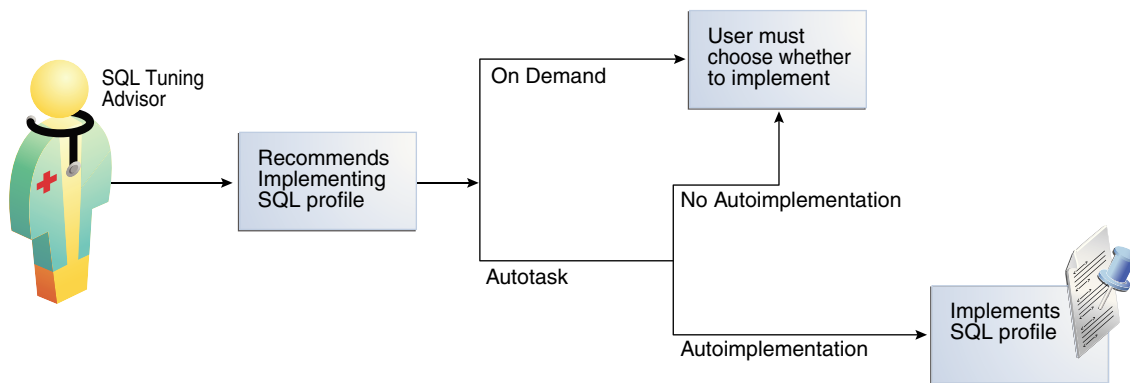 SQL Tuning
Advisor
Recommends
Implementing
SQL profile
On Demand
User must
choose whether
to implement
No Autoimplementation
Autotask
Autoimplementation
Implements
SQL profile